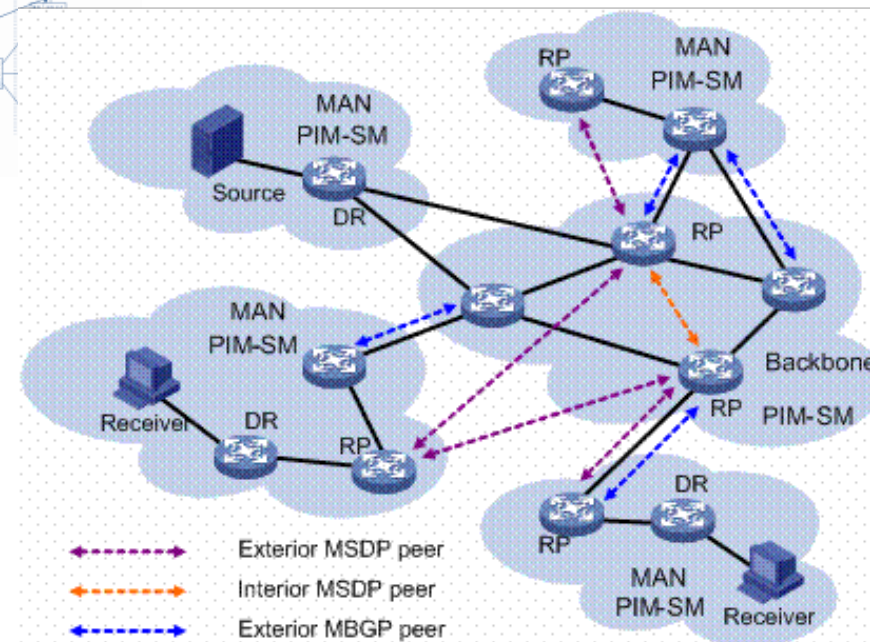 RP
MAN
PIM-SM
MAN
PIM-SM
Source
DR
RP
MAN
PIM-SM
Receiver
DR
RP
Backbone
RP
PIM-SM
DR
RP
MAN
PIM-SM
Receiver
Exterior MSDP peer
Interior MSDP peer
Exterior MBGP peer